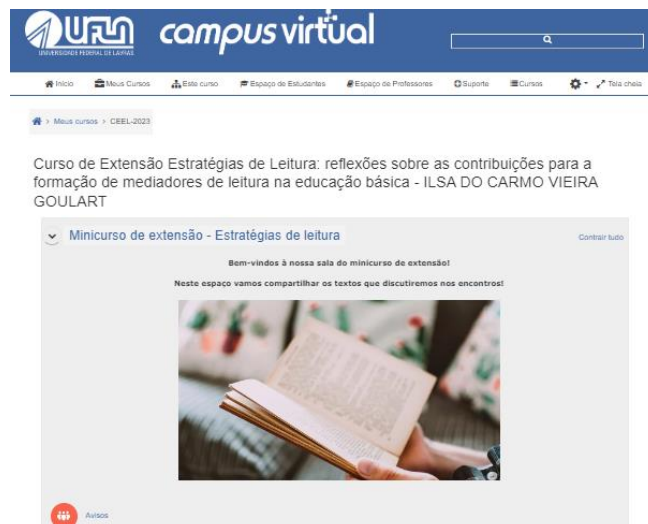 UFLA
UNIVERSIDADE FEDERAL DE LAVRAS
campus virtual
Início Meus Cursos Este curso Espaço de Estudantes Espaço de Professores Suporte Cursos Tela cheia
> Meus cursos > CEEL-2023
Curso de Extensão Estratégias de Leitura: reflexões sobre as contribuições para a
formação de mediadores de leitura na educação básica - ILSA DO CARMO VIEIRA
GOULART
Minicurso de extensão - Estratégias de leitura
Contrair tudo
Bem-vindos à nossa sala do minicurso de extensão!
Neste espaço vamos compartilhar os textos que discutiremos nos encontros!
Avisos